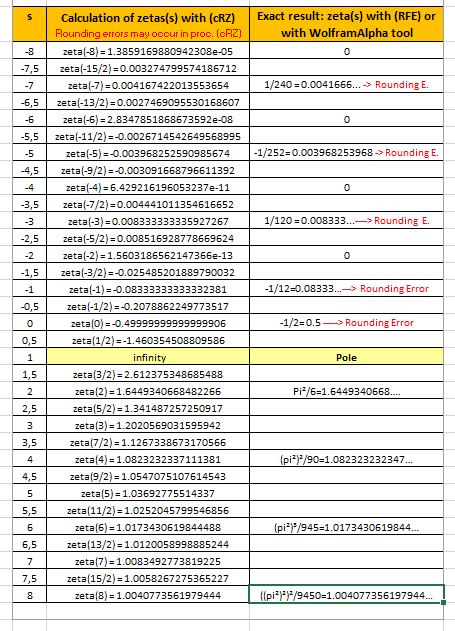 s Calculation of zetas(s) with (cRZ) Exact result: zeta(s) with (RFE) or
Rounding errors may occur in proc. (cRZ) with WolframAlpha tool
-8 zeta(-8)=1.3859169880942308e-05 0
-7,5 zeta(-15/2)=0.003274799574186712
-7 zeta(-7)=0.004167422013553654 1/240=0.0041666...-> Rounding E.
-6,5 zeta(-13/2)=0.0027469095530168607
-6 zeta(-6)=2.8347851868673592e-08 0
-5,5 zeta(-11/2)=-0.0026714542649568995
-5 zeta(-5)=-0.003968252590985674 -1/252=0.003968253968->Rounding E.
-4,5 zeta(-9/2)=-0.003091668796611392
-4 zeta(-4)=6.429216196053237e-11 0
-3,5 zeta(-7/2)=0.004441011354616652
-3 zeta(-3)=0.008333333335927267 1/120=0.008333...----> Rounding E.
-2,5 zeta(-5/2)=0.008516928778669624
-2 zeta(-2)=1.5603186562147366e-13 0
-1,5 zeta(-3/2)=-0.025485201889790032
-1 zeta(-1)=-0.08333333333332381 -1/12=0.08333...---> Rounding Error
-0,5 zeta(-1/2)=-0.2078862249773517
0 zeta(0)=-0.49999999999999906 -1/2=0.5 -----> Rounding Error
0,5 zeta(1/2)=-1.460354508809586
1 infinity Pole
1,5 zeta(3/2)=2.612375348685488
2 zeta(2)=1.6449340668482266 Pi²/6=1.6449340668....
2,5 zeta(5/2)=1.341487257250917
3 zeta(3)=1.2020569031595942
3,5 zeta(7/2)=1.1267338673170566
4 zeta(4)=1.0823232337111381 (pi²)²/90=1.082323232347...
4,5 zeta(9/2)=1.0547075107614543
5 zeta(5)=1.03692775514337
5,5 zeta(11/2)=1.0252045799546856
6 zeta(6)=1.0173430619844488 (pi²)³/945=1.0173430619844...
6,5 zeta(13/2)=1.0120058998885244
7 zeta(7)=1.0083492773819225
7,5 zeta(15/2)=1.0058267275365227
8 zeta(8)=1.0040773561979444 ((pi²)²)²/9450=1.004077356197944...